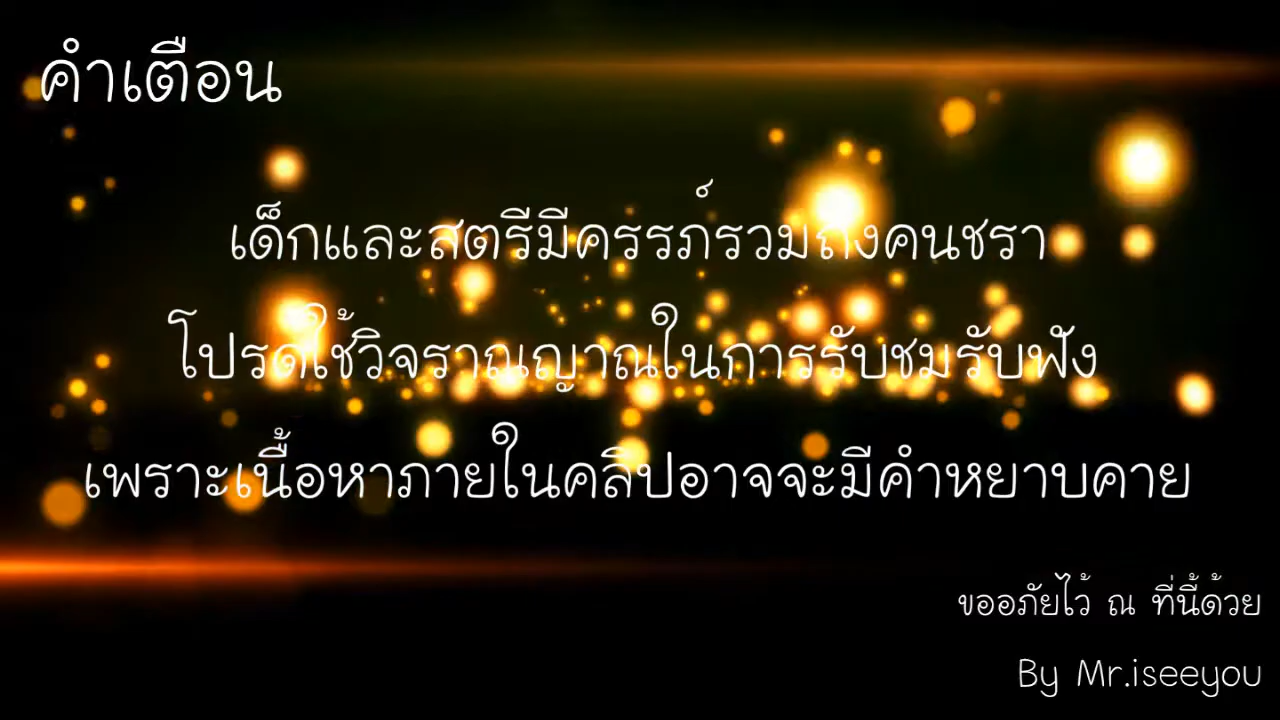 คำเตือน
เด็กและสตรีมีครรภ์รวมถึงคนชรา
โปรดใช้วิจราณญาณในการรับชมรับฟัง
เพราะเนื้อหาภายในคลิปอาจจะมีคำหยาบคาย
ขออภัยไว้ ณ ที่นี้ด้วย
By Mr.iseeyou